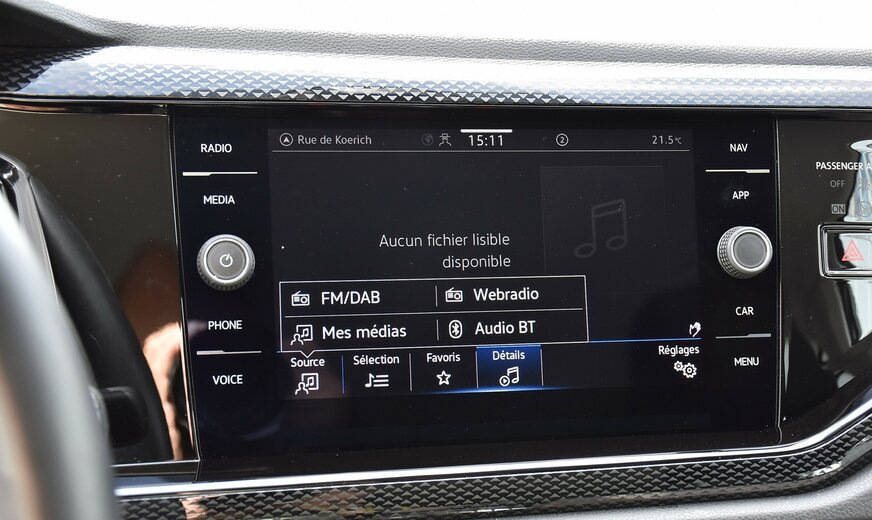 RADIO
MEDIA
PHONE
VOICE
Rue de Koerich
15:11
2
21.5°C
Aucun fichier lisible
disponible
FM/DAB
Webradio
Mes médias
Audio BT
Source
Sélection
Favoris
Détails
Réglages
NAV
APP
CAR
MENU
PASSENGER A
OFF
ON